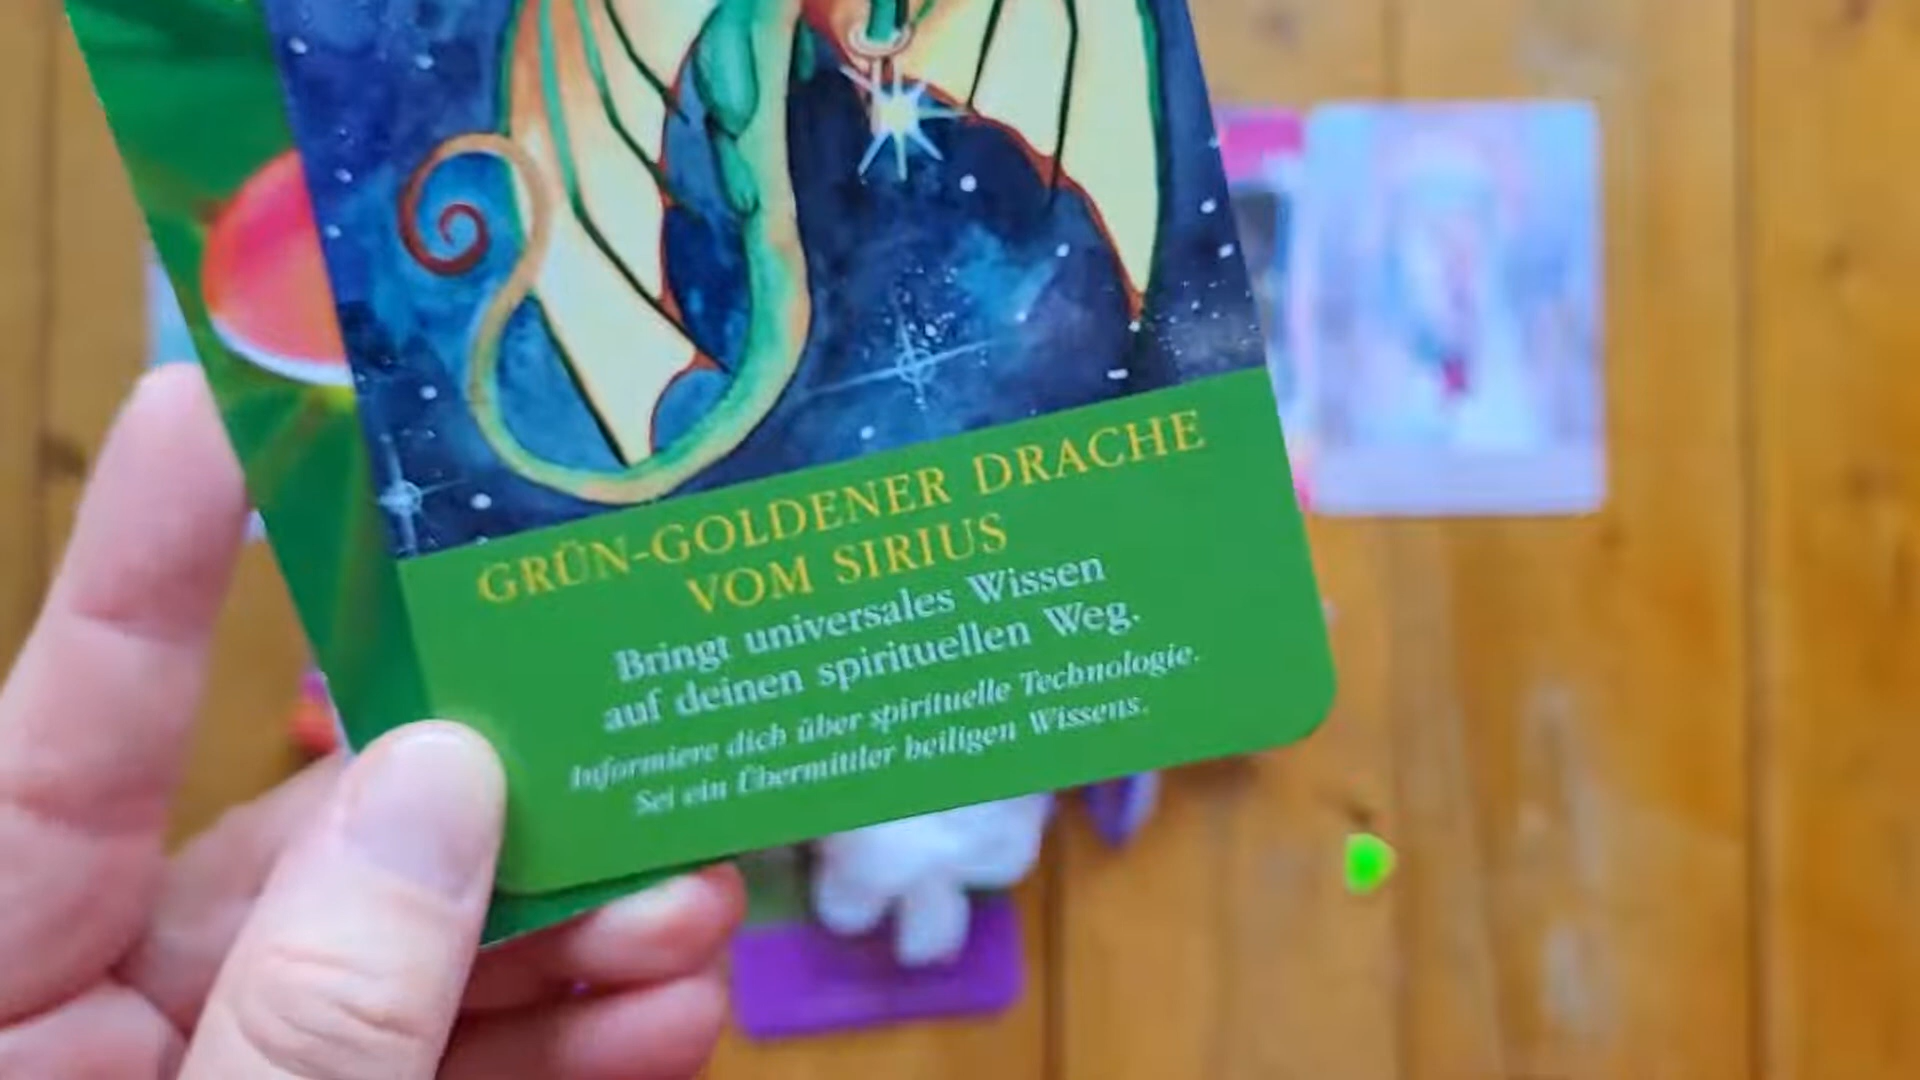 GRÜN-GOLDENER DRACHE
VOM SIRIUS
Bringt universales Wissen
auf deinen spirituellen Weg.
Informiere dich über spirituelle Technologie.
Sei ein Übermittler heiligen Wissens.